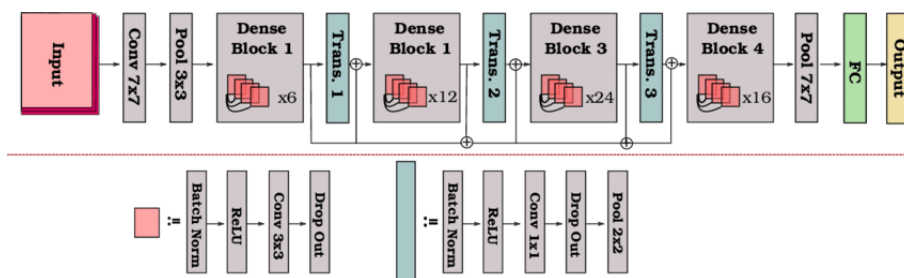 Input
Conv 7x7
Pool 3x3
Dense
Block 1
x6
Trans. 1
Dense
Block 1
x12
Trans. 2
Dense
Block 3
x24
Trans. 3
Dense
Block 4
x16
Pool 7x7
FC
Output
Batch Norm
ReLU
Conv 3x3
Drop Out
Batch Norm
ReLU
Conv 1x1
Drop Out
Pool 2x2